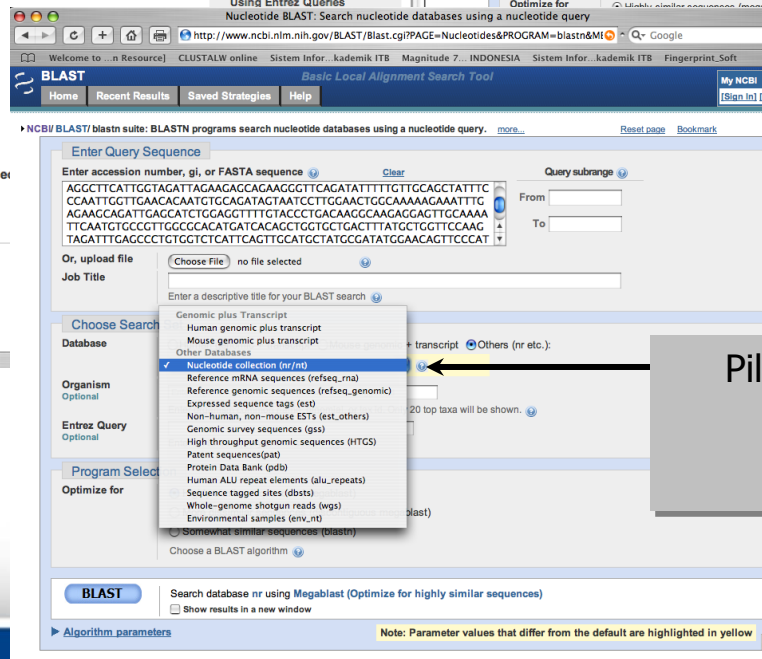 Using Entrez Queries
Optimize for
Highly similar sequences (meg
Nucleotide BLAST: Search nucleotide databases using a nucleotide query
http://www.ncbi.nlm.nih.gov/BLAST/Blast.cgi?PAGE=Nucleotides&PROGRAM=blastn&ME
Google
Welcome to ...n Resource]
CLUSTALW online
Sistem Infor...kademik ITB
Magnitude 7... INDONESIA
Sistem Infor...kademik ITB
Fingerprint_Soft
BLAST
Basic Local Alignment Search Tool
My NCBI
Home
Recent Results
Saved Strategies
Help
[Sign In] [
NCBI/ BLAST/ blastn suite: BLASTN programs search nucleotide databases using a nucleotide query. more...
Reset page
Bookmark
Enter Query Sequence
Enter accession number, gi, or FASTA sequence
Clear
Query subrange
AGGCTTCATTGGTAGATTAGAAGAGCAGAAGGGTTCAGATATTTTTGTTGCAGCTATTTC
CCAATTGGTTGAACACAATGTGCAGATAGTAATCCTTGGAACTGGCAAAAAGAAATTTG
AGAAGCAGATTGAGCATCTGGAGGTTTTGTACCCTGACAAGGCAAGAGGAGTTGCAAAA
TTCAATGTGCCGTTGGCGCACATGATCACAGCTGGTGCTGACTTTATGCTGGTTCCAAG
TAGATTTGAGCCCTGTGGTCTCATTCAGTTGCATGCTATGCGATATGGAACAGTTCCCAT
From
To
Or, upload file
Choose File
no file selected
Job Title
Enter a descriptive title for your BLAST search
Choose Search
Database
+ transcript
Others (nr etc.):
Genomic plus Transcript
Human genomic plus transcript
Mouse genomic plus transcript
Other Databases
✓ Nucleotide collection (nr/nt)
Reference mRNA sequences (refseq_rna)
Reference genomic sequences (refseq_genomic)
Expressed sequence tags (est)
Non-human, non-mouse ESTs (est_others)
Genomic survey sequences (gss)
High throughput genomic sequences (HTGS)
Patent sequences(pat)
Protein Data Bank (pdb)
Human ALU repeat elements (alu_repeats)
Sequence tagged sites (dbsts)
Whole-genome shotgun reads (wgs)
Environmental samples (env_nt)
Pil
Organism
Optional
20 top taxa will be shown.
Entrez Query
Optional
Program Select
Optimize for
blast)
Somewhat similar sequences (blastn)
Choose a BLAST algorithm
BLAST
Search database nr using Megablast (Optimize for highly similar sequences)
Show results in a new window
Algorithm parameters
Note: Parameter values that differ from the default are highlighted in yellow